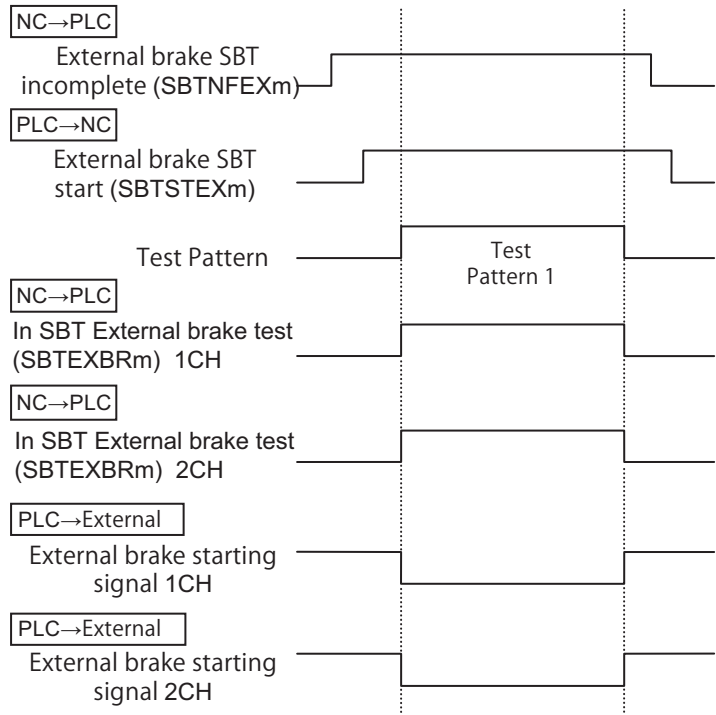 NC→PLC
External brake SBT
incomplete (SBTNFEXm)
PLC→NC
External brake SBT
start (SBTSTEXm)
Test Pattern
Test
Pattern 1
NC→PLC
In SBT External brake test
(SBTEXBRm) 1CH
NC→PLC
In SBT External brake test
(SBTEXBRm) 2CH
PLC→External
External brake starting
signal 1CH
PLC→External
External brake starting
signal 2CH